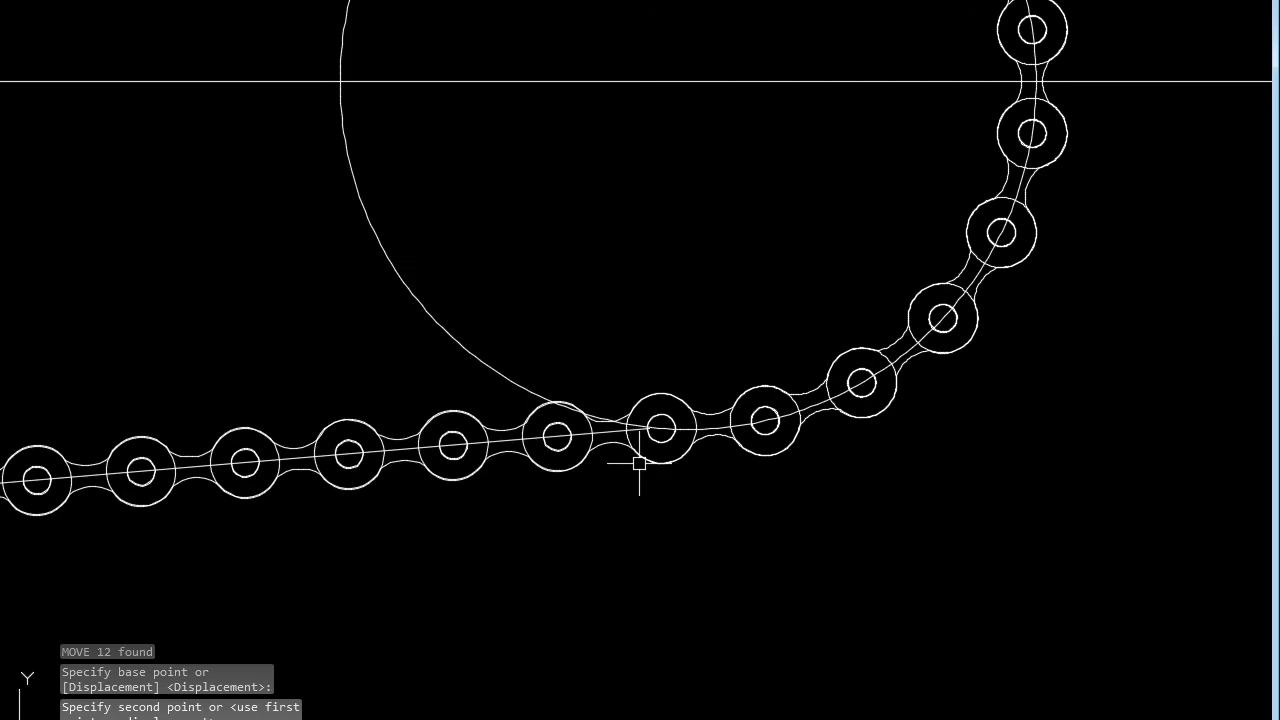 MOVE 12 found
Specify base point or
[Displacement] <Displacement>:
Y
Specify second point or <use first